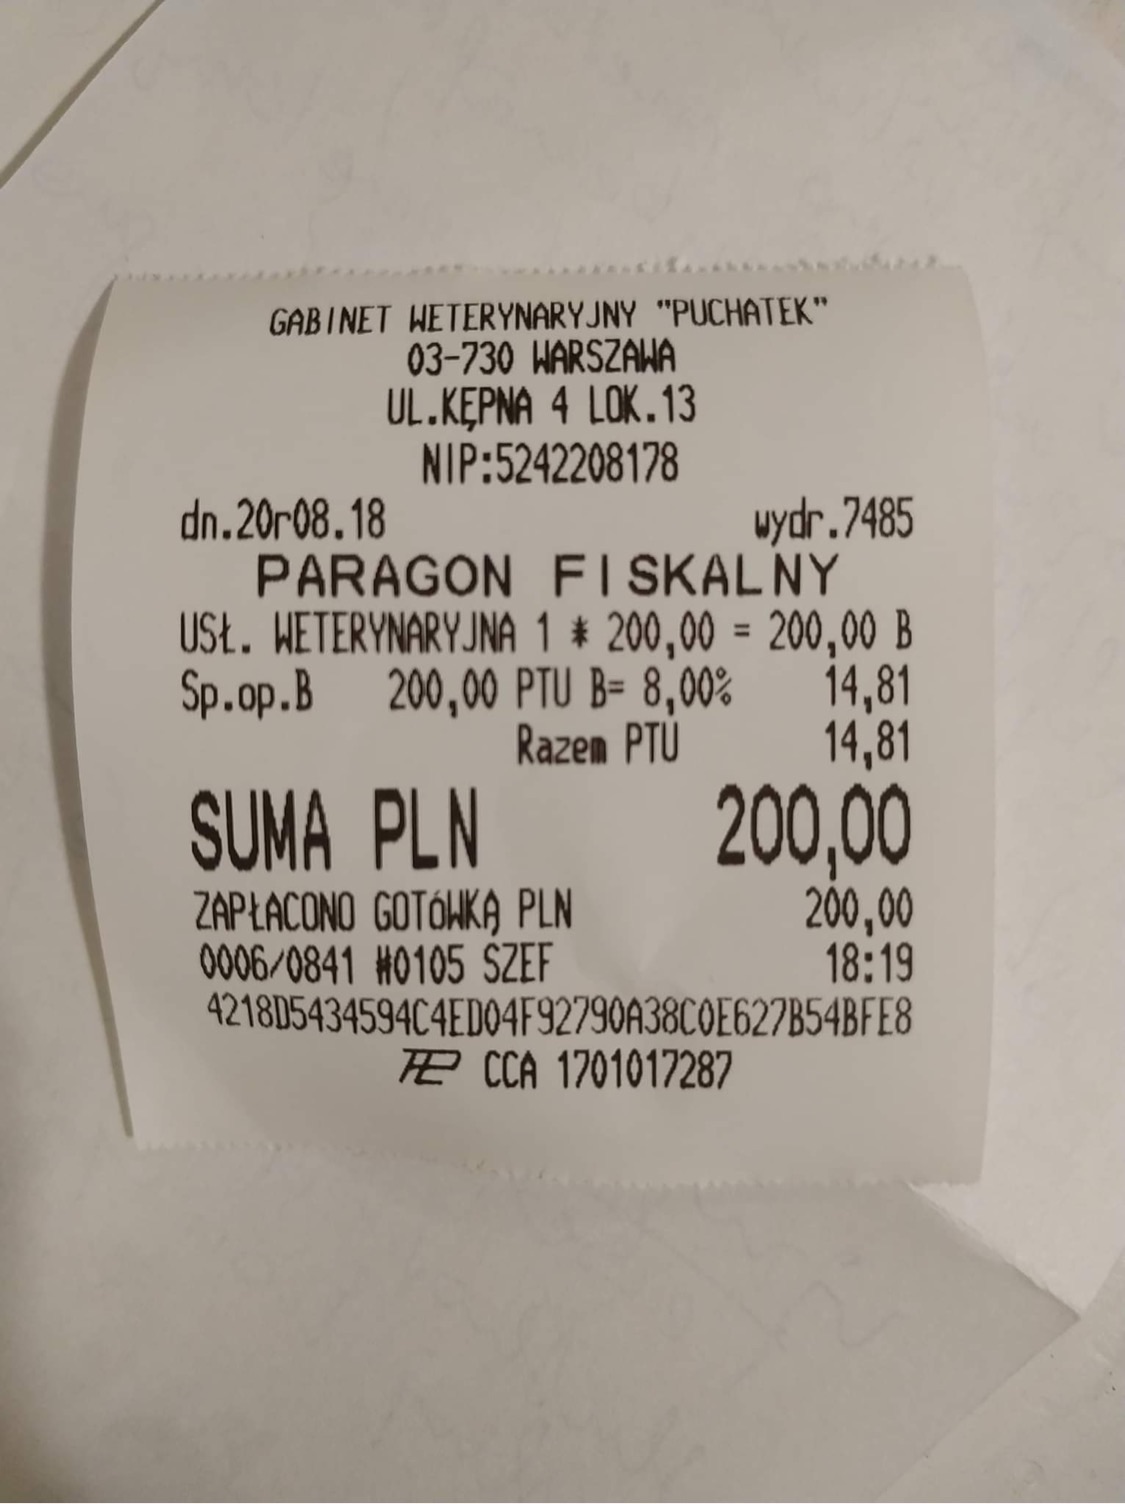 GABINET WETERYNARYJNY "PUCHATEK"
03-730 WARSZAWA
UL.KĘPNA 4 LOK.13
NIP:5242208178
dn.20r08.18 wydr.7485
PARAGON FISKALNY
USŁ. WETERYNARYJNA 1 * 200,00 = 200,00 B
Sp.op.B 200,00 PTU B= 8,00% 14,81
Razem PTU 14,81
SUMA PLN 200,00
ZAPŁACONO GOTÓWKĄ PLN 200,00
0006/0841 #0105 SZEF 18:19
4218D5434594C4ED04F92790A38C0E627B54BFE8
CCA 1701017287